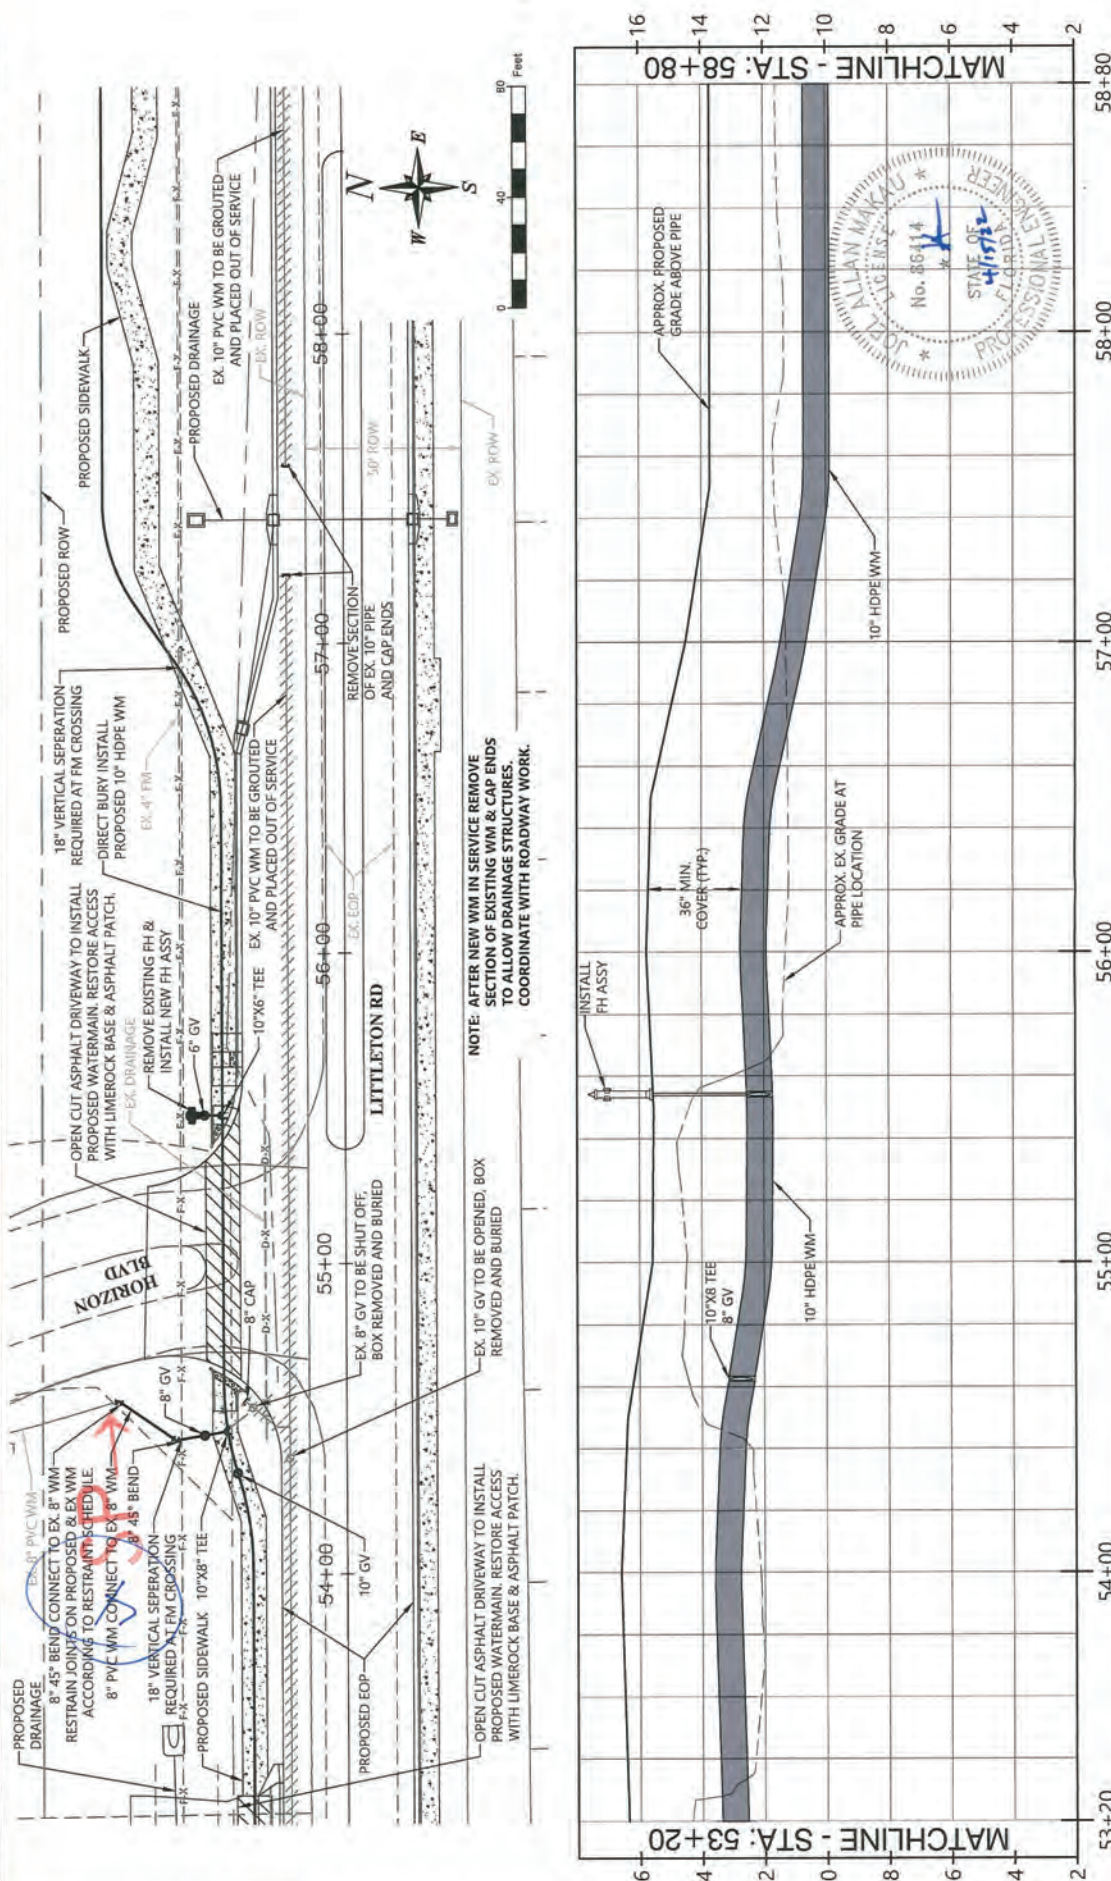 PROPOSED
DRAINAGE
EX. 8" PVC WM
8" 45° BEND CONNECT TO EX. 8" WM
RESTRAIN JOINTS ON PROPOSED & EX WM
ACCORDING TO RESTRAINT SCHEDULE
8" PVC WM CONNECT TO EX. 8" WM
8" 45° BEND
18" VERTICAL SEPERATION
REQUIRED AT FM CROSSING
PROPOSED SIDEWALK
10"X8" TEE
8" GV
HORIZON
BLVD
8" CAP
OPEN CUT ASPHALT DRIVEWAY TO INSTALL
PROPOSED WATERMAIN. RESTORE ACCESS
WITH LIMEROCK BASE & ASPHALT PATCH.
EX. DRAINAGE
REMOVE EXISTING FH &
INSTALL NEW FH ASSY
6" GV
10"X6" TEE
18" VERTICAL SEPERATION
REQUIRED AT FM CROSSING
DIRECT BURY INSTALL
PROPOSED 10" HDPE WM
EX. 4" FM
PROPOSED ROW
PROPOSED SIDEWALK
PROPOSED DRAINAGE
EX. 10" PVC WM TO BE GROUTED
AND PLACED OUT OF SERVICE
EX. ROW
EX. 10" PVC WM TO BE GROUTED
AND PLACED OUT OF SERVICE
54+00
55+00
56+00
57+00
58+00
10" GV
PROPOSED EOP
EX. 8" GV TO BE SHUT OFF,
BOX REMOVED AND BURIED
LITTLETON RD
EX. EOP
REMOVE SECTION
OF EX. 10" PIPE
AND CAP ENDS
50' ROW
EX. ROW
OPEN CUT ASPHALT DRIVEWAY TO INSTALL
PROPOSED WATERMAIN. RESTORE ACCESS
WITH LIMEROCK BASE & ASPHALT PATCH.
EX. 10" GV TO BE OPENED, BOX
REMOVED AND BURIED
NOTE: AFTER NEW WM IN SERVICE REMOVE
SECTION OF EXISTING WM & CAP ENDS
TO ALLOW DRAINAGE STRUCTURES.
COORDINATE WITH ROADWAY WORK.
N
W
E
S
0
40
80
Feet
MATCHLINE - STA: 53+20
MATCHLINE - STA: 58+80
INSTALL
FH ASSY
10"X8 TEE
8" GV
36" MIN.
COVER (TYP.)
APPROX. PROPOSED
GRADE ABOVE PIPE
10" HDPE WM
APPROX. EX. GRADE AT
PIPE LOCATION
10" HDPE WM
16
14
12
10
8
6
4
2
JOEL ALLAN MAKAU
LICENSE
No. 86414
STATE OF
4/15/22
FLORIDA
PROFESSIONAL ENGINEER
53+20
54+00
55+00
56+00
57+00
58+00
58+80